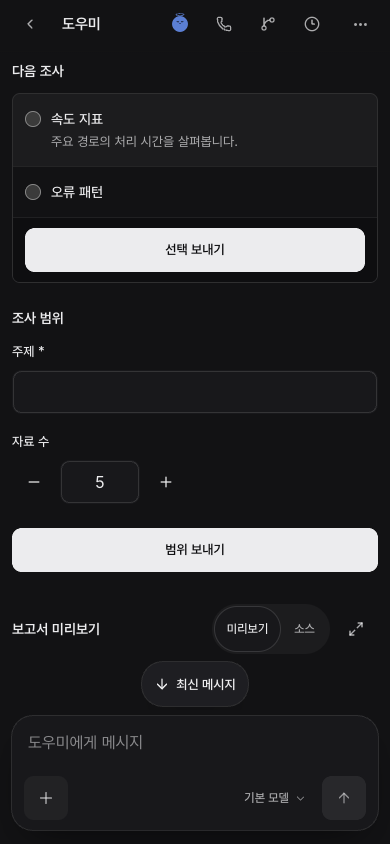 도우미
다음 조사
속도 지표
주요 경로의 처리 시간을 살펴봅니다.
오류 패턴
선택 보내기
조사 범위
주제 *
자료 수
5
범위 보내기
보고서 미리보기
미리보기
소스
최신 메시지
도우미에게 메시지
기본 모델